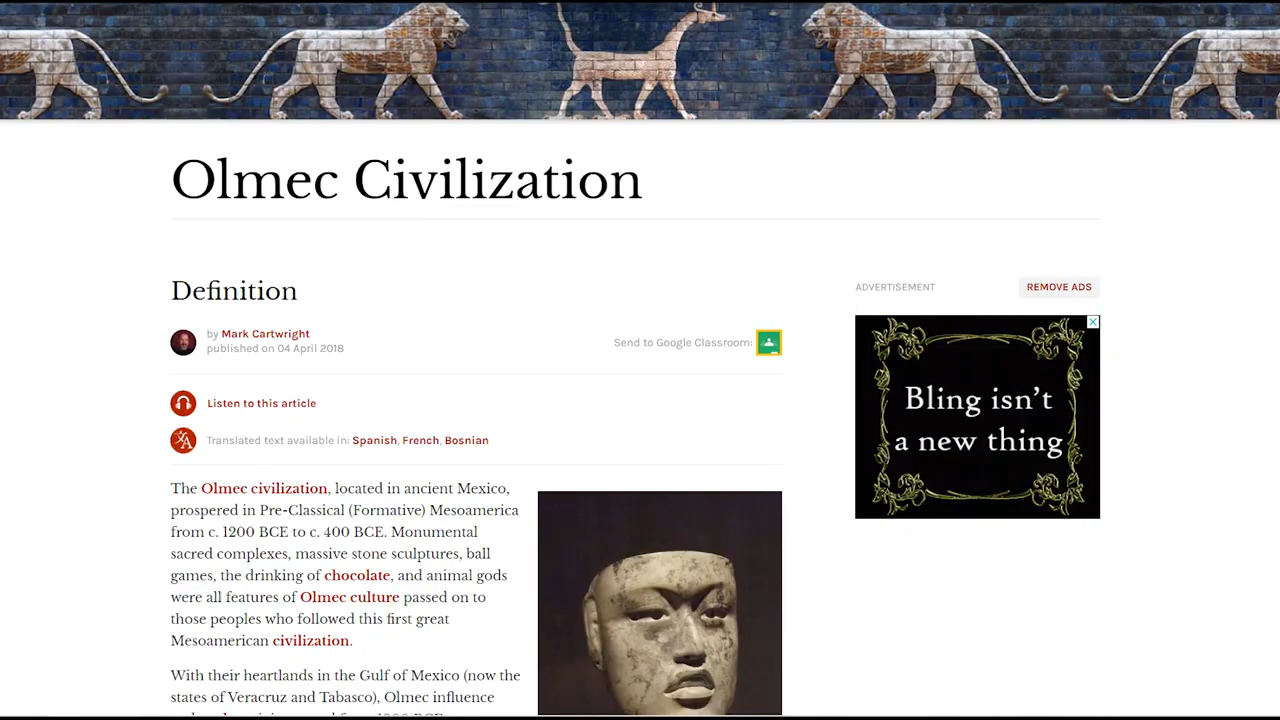 Olmec Civilization
Definition
by Mark Cartwright
published on 04 April 2018
Send to Google Classroom:
Listen to this article
Translated text available in: Spanish, French, Bosnian
The Olmec civilization, located in ancient Mexico,
prospered in Pre-Classical (Formative) Mesoamerica
from c. 1200 BCE to c. 400 BCE. Monumental
sacred complexes, massive stone sculptures, ball
games, the drinking of chocolate, and animal gods
were all features of Olmec culture passed on to
those peoples who followed this first great
Mesoamerican civilization.
With their heartlands in the Gulf of Mexico (now the
states of Veracruz and Tabasco), Olmec influence
ADVERTISEMENT
REMOVE ADS
Bling isn't
a new thing